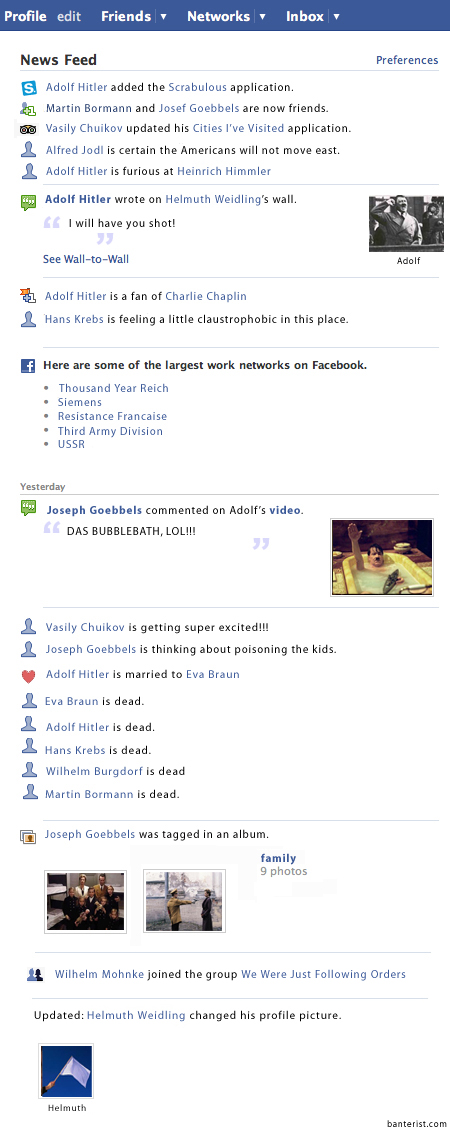 Profile edit Friends ▼ Networks ▼ Inbox ▼
News Feed Preferences
Adolf Hitler added the Scrabulous application.
Martin Bormann and Josef Goebbels are now friends.
Vasily Chuikov updated his Cities I've Visited application.
Alfred Jodl is certain the Americans will not move east.
Adolf Hitler is furious at Heinrich Himmler
Adolf Hitler wrote on Helmuth Weidling's wall.
“ I will have you shot!
”
See Wall-to-Wall
Adolf
Adolf Hitler is a fan of Charlie Chaplin
Hans Krebs is feeling a little claustrophobic in this place.
Here are some of the largest work networks on Facebook.
• Thousand Year Reich
• Siemens
• Resistance Francaise
• Third Army Division
• USSR
Yesterday
Joseph Goebbels commented on Adolf's video.
“ DAS BUBBLEBATH, LOL!!!
”
Vasily Chuikov is getting super excited!!!
Joseph Goebbels is thinking about poisoning the kids.
Adolf Hitler is married to Eva Braun
Eva Braun is dead.
Adolf Hitler is dead.
Hans Krebs is dead.
Wilhelm Burgdorf is dead
Martin Bormann is dead.
Joseph Goebbels was tagged in an album.
family
9 photos
Wilhelm Mohnke joined the group We Were Just Following Orders
Updated: Helmuth Weidling changed his profile picture.
Helmuth
banterist.com